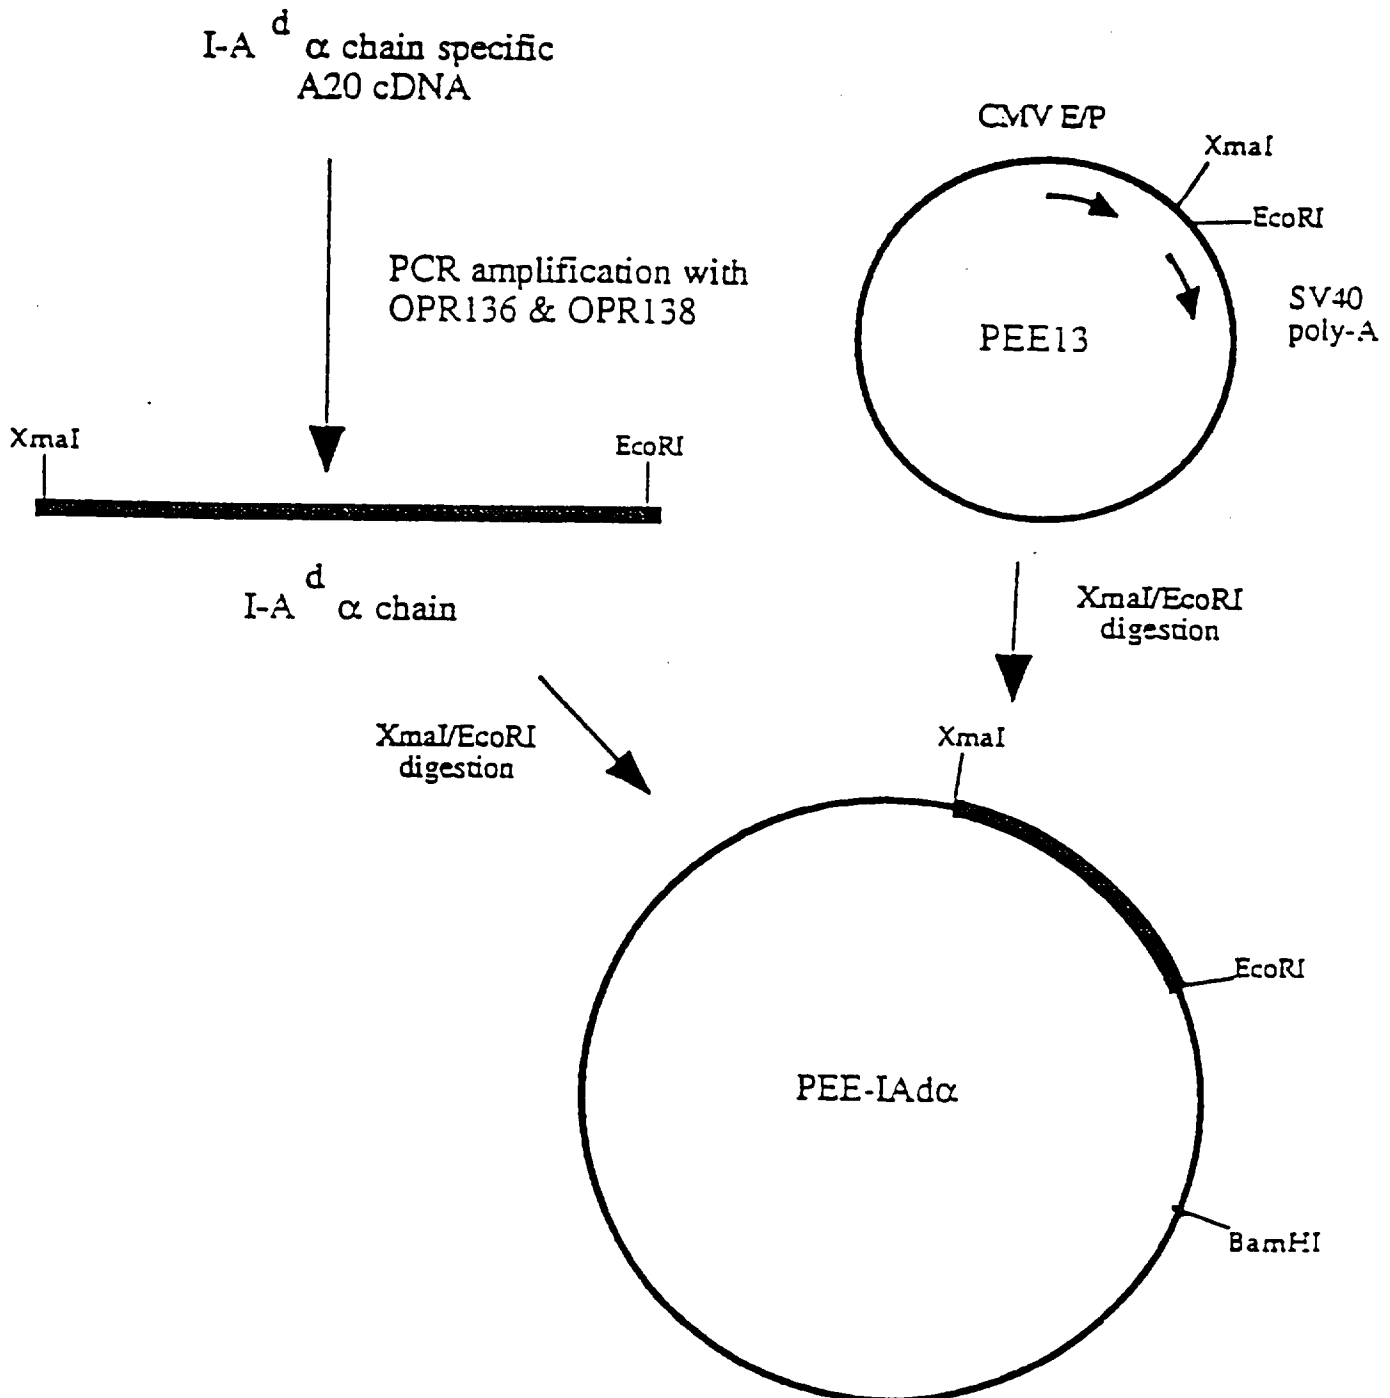 I-A d α chain specific
A20 cDNA
CMV E/P
XmaI
EcoRI
PCR amplification with
OPR136 & OPR138
SV40
poly-A
PEE13
XmaI
EcoRI
I-A d α chain
XmaI/EcoRI
digestion
XmaI/EcoRI
digestion
XmaI
EcoRI
PEE-IAdα
BamHI